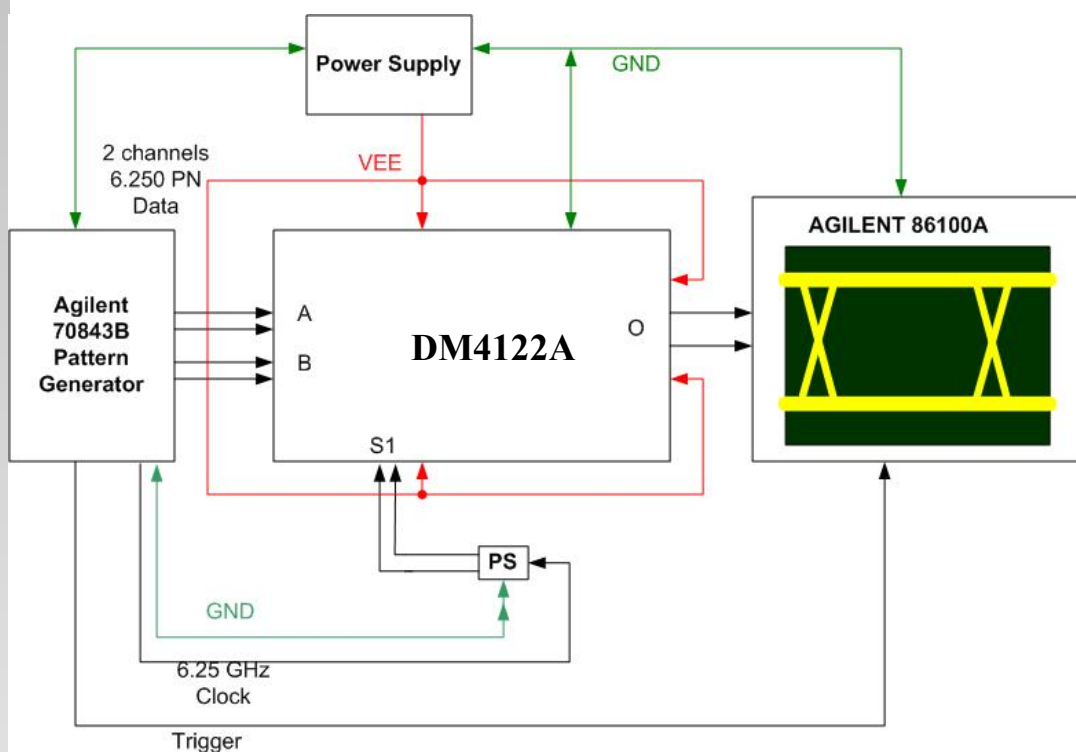 Power Supply
GND
VEE
2 channels
6.250 PN
Data
AGILENT 86100A
Agilent
70843B
Pattern
Generator
A
B
DM4122A
O
S1
PS
GND
6.25 GHz
Clock
Trigger